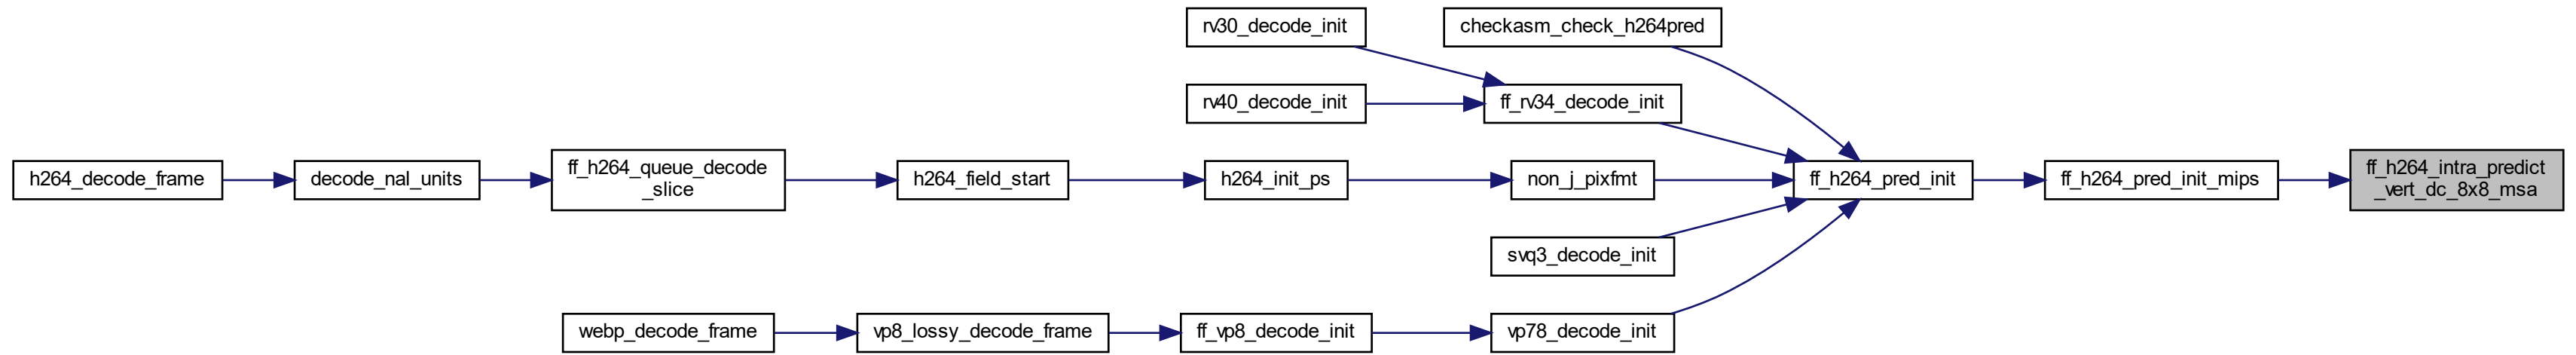 rv30_decode_init
checkasm_check_h264pred
rv40_decode_init
ff_rv34_decode_init
h264_decode_frame
decode_nal_units
ff_h264_queue_decode
_slice
h264_field_start
h264_init_ps
non_j_pixfmt
ff_h264_pred_init
ff_h264_pred_init_mips
ff_h264_intra_predict
_vert_dc_8x8_msa
svq3_decode_init
webp_decode_frame
vp8_lossy_decode_frame
ff_vp8_decode_init
vp78_decode_init